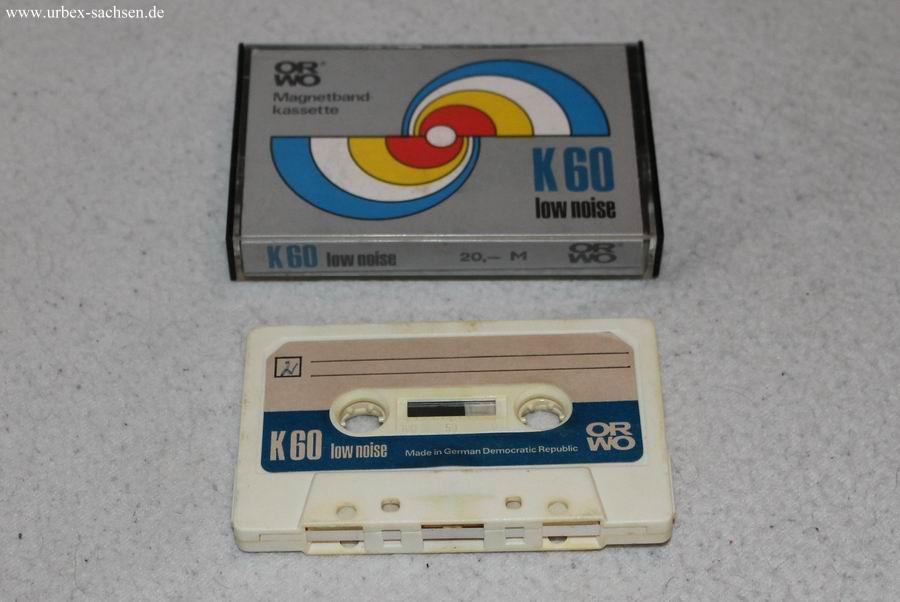 www.urbex-sachsen.de
OR
WO
Magnetband-
kassette
K 60
low noise
K 60 low noise 20,- M OR
WO
OR
WO
K 60 low noise Made in German Democratic Republic